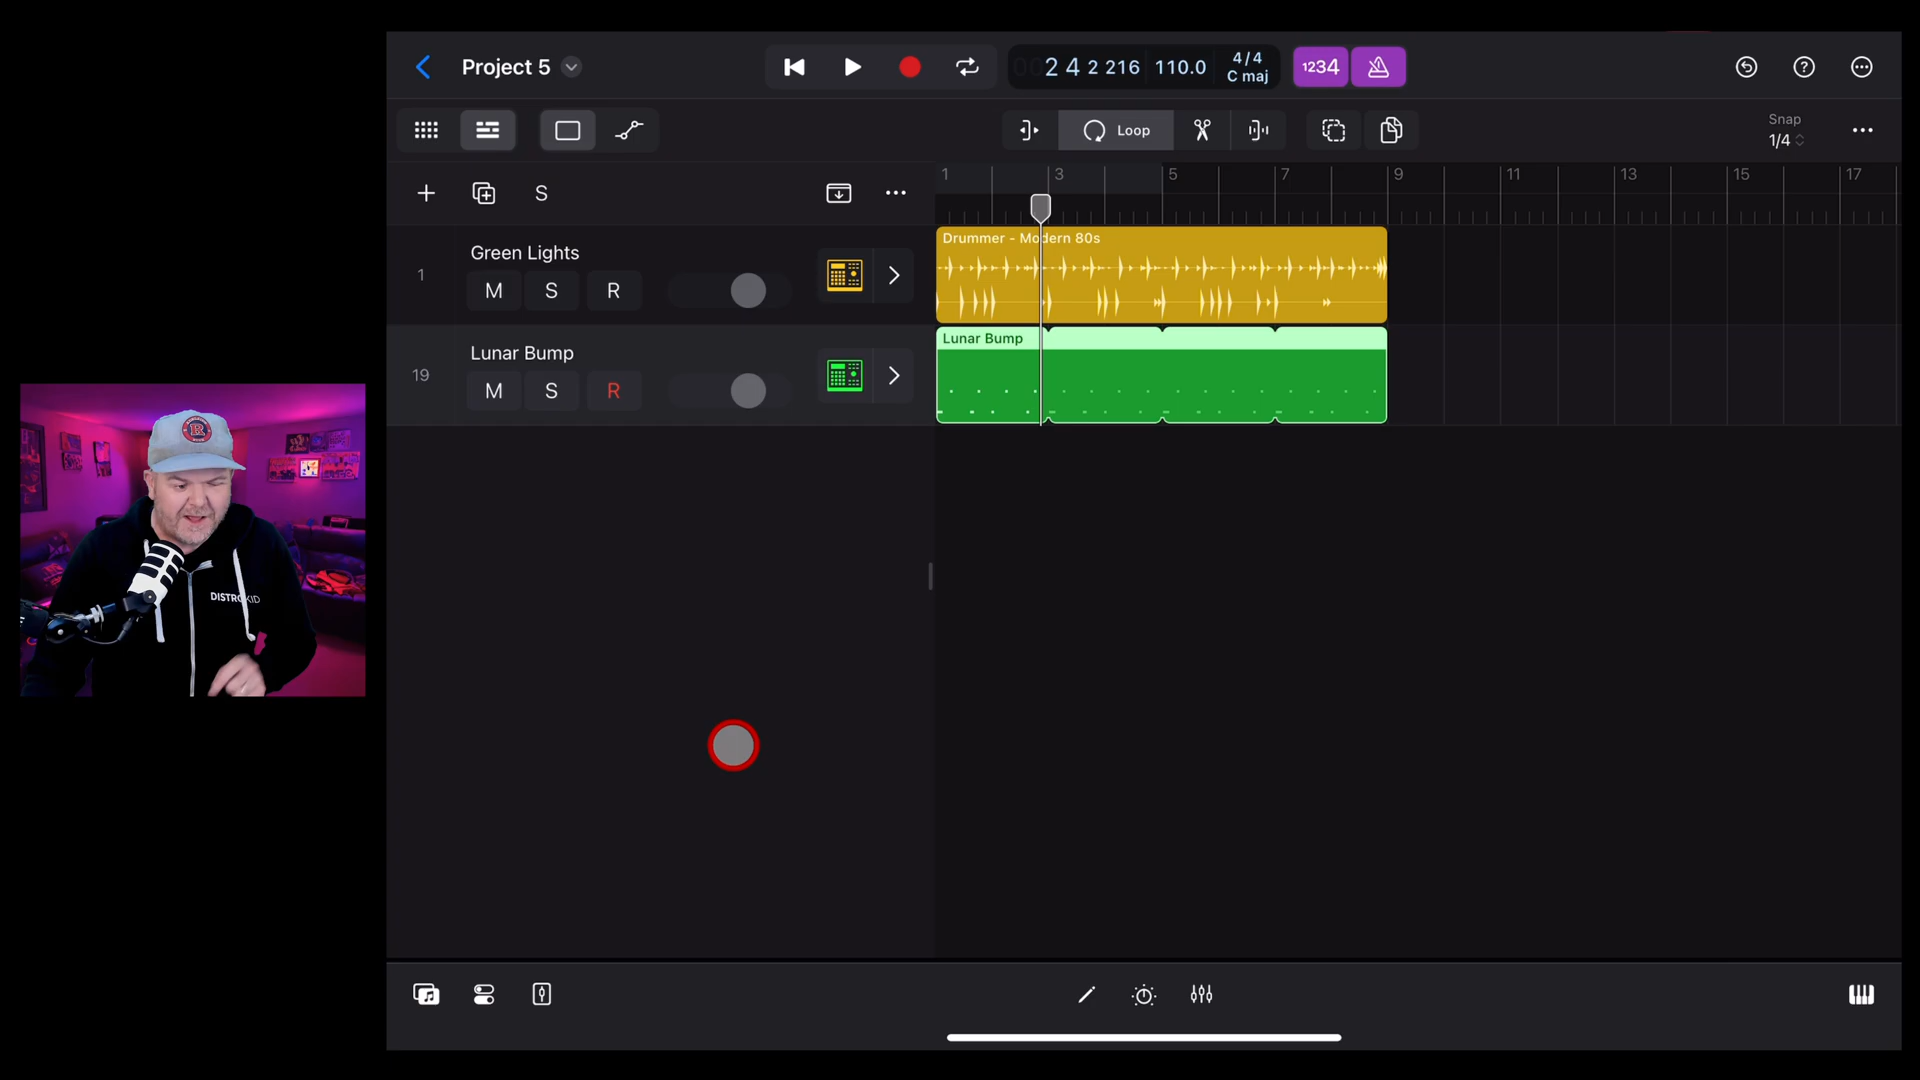 Project 5
00 2 4 2 216 110.0 4/4
C maj
1234
Loop
Snap
1/4
S
1 3 5 7 9 11 13 15 17
1
Green Lights
M S R
Drummer - Modern 80s
19
Lunar Bump
M S R
Lunar Bump
R
DISTROKID